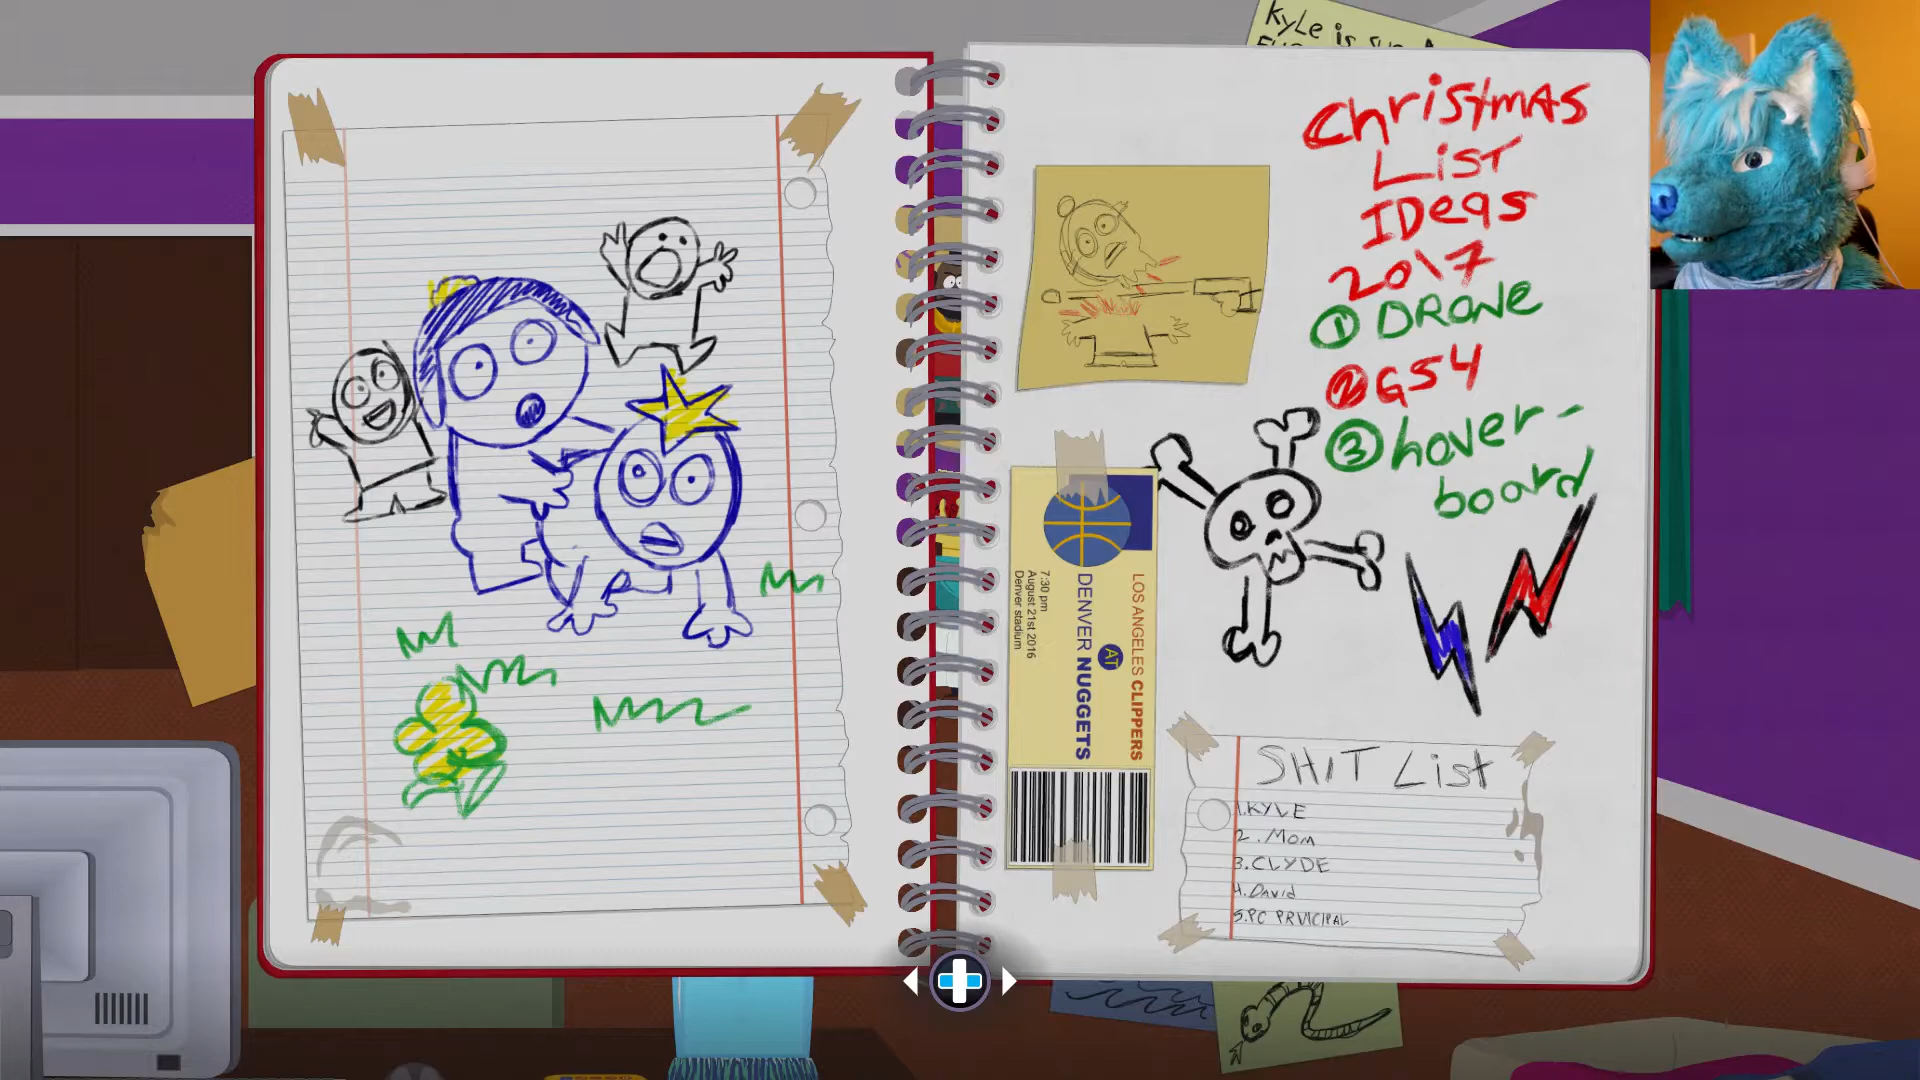 KyLe is
Christmas
List
IDeas
2017
① DRONE
② GS4
③ hover-
board
LOS ANGELES CLIPPERS
AT
DENVER NUGGETS
7:30 pm
August 21st 2016
Denver stadium
SHIT List
1. KYLE
2. Mom
3. CLYDE
4. David
5. PC PRVICIPAL